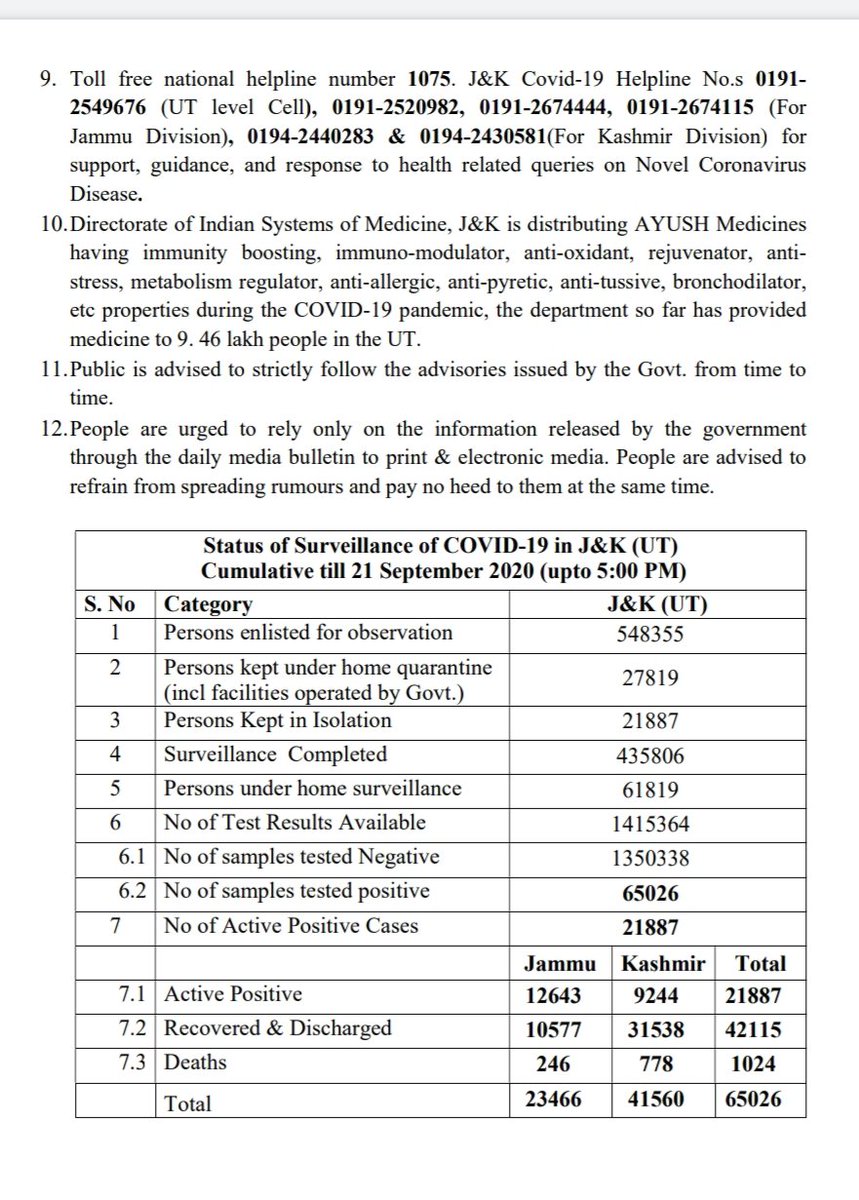 9. Toll free national helpline number 1075. J&K Covid-19 Helpline No.s 0191-
2549676 (UT level Cell), 0191-2520982, 0191-2674444, 0191-2674115 (For
Jammu Division), 0194-2440283 & 0194-2430581(For Kashmir Division) for
support, guidance, and response to health related queries on Novel Coronavirus
Disease.
10.Directorate of Indian Systems of Medicine, J&K is distributing AYUSH Medicines
having immunity boosting, immuno-modulator, anti-oxidant, rejuvenator, anti-
stress, metabolism regulator, anti-allergic, anti-pyretic, anti-tussive, bronchodilator,
etc properties during the COVID-19 pandemic, the department so far has provided
medicine to 9. 46 lakh people in the UT.
11.Public is advised to strictly follow the advisories issued by the Govt. from time to
time.
12.People are urged to rely only on the information released by the government
through the daily media bulletin to print & electronic media. People are advised to
refrain from spreading rumours and pay no heed to them at the same time.
Status of Surveillance of COVID-19 in J&K (UT)
Cumulative till 21 September 2020 (upto 5:00 PM)
S. No Category J&K (UT)
1 Persons enlisted for observation 548355
2 Persons kept under home quarantine
(incl facilities operated by Govt.) 27819
3 Persons Kept in Isolation 21887
4 Surveillance Completed 435806
5 Persons under home surveillance 61819
6 No of Test Results Available 1415364
6.1 No of samples tested Negative 1350338
6.2 No of samples tested positive 65026
7 No of Active Positive Cases 21887
Jammu Kashmir Total
7.1 Active Positive 12643 9244 21887
7.2 Recovered & Discharged 10577 31538 42115
7.3 Deaths 246 778 1024
Total 23466 41560 65026